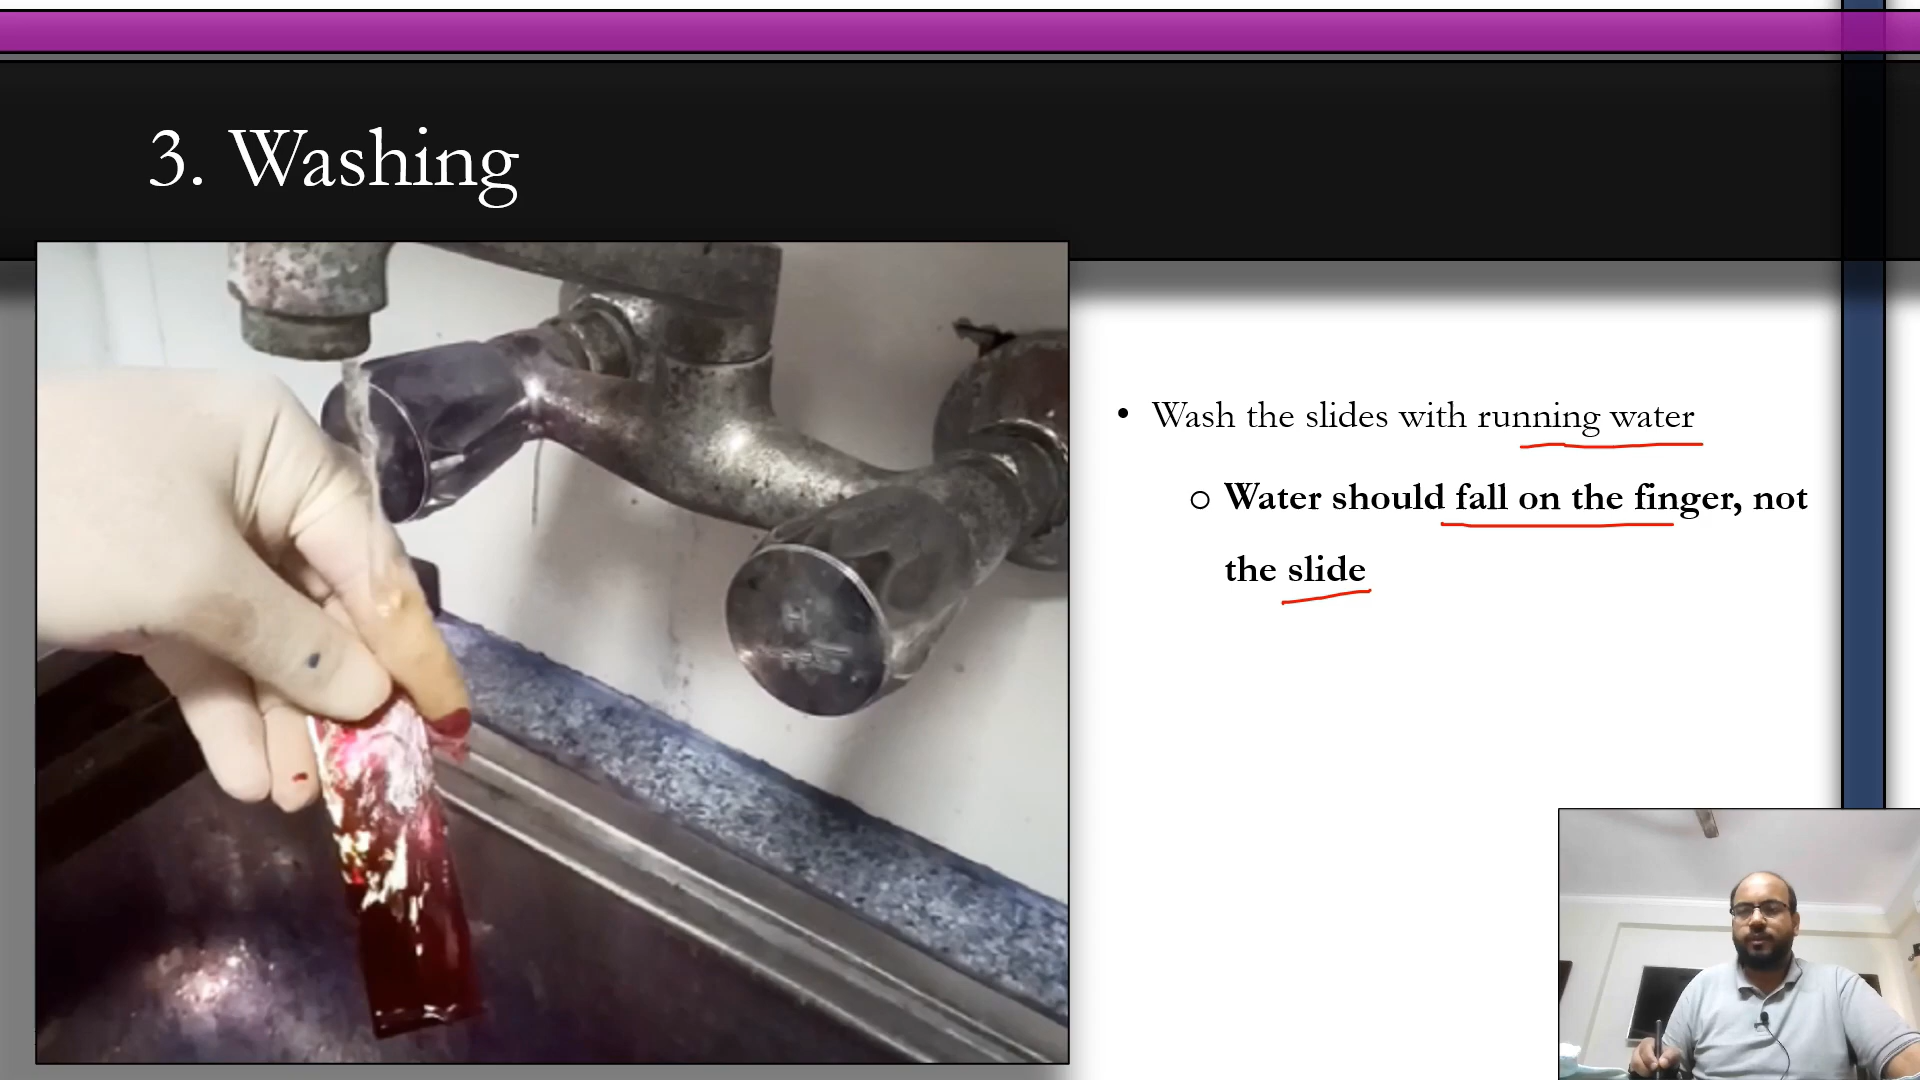 3. Washing
• Wash the slides with running water
o Water should fall on the finger, not
the slide